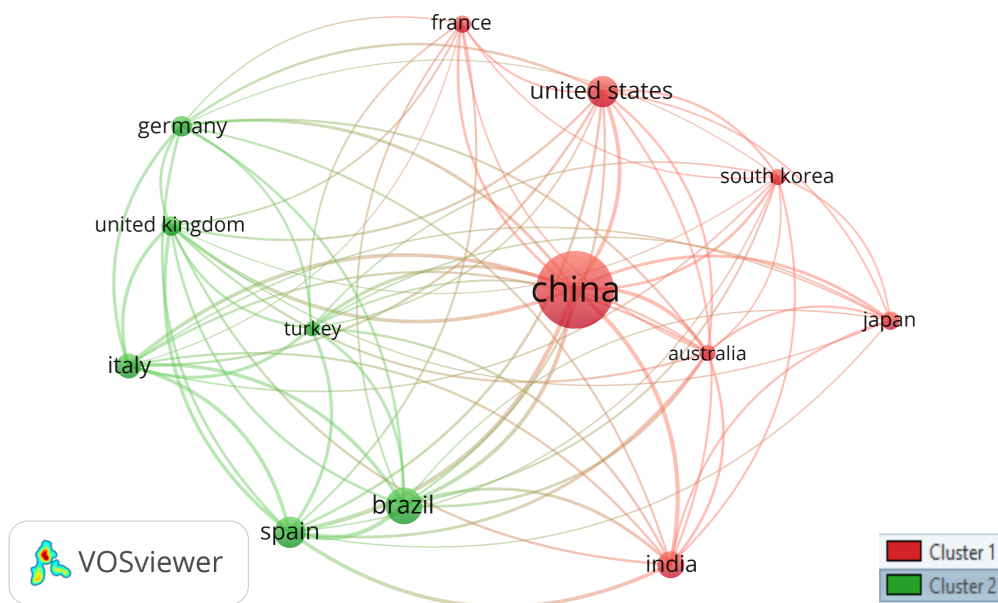 france
united states
germany
south korea
united kingdom
china
turkey
japan
australia
italy
brazil
spain
VOSviewer
india
Cluster 1
Cluster 2